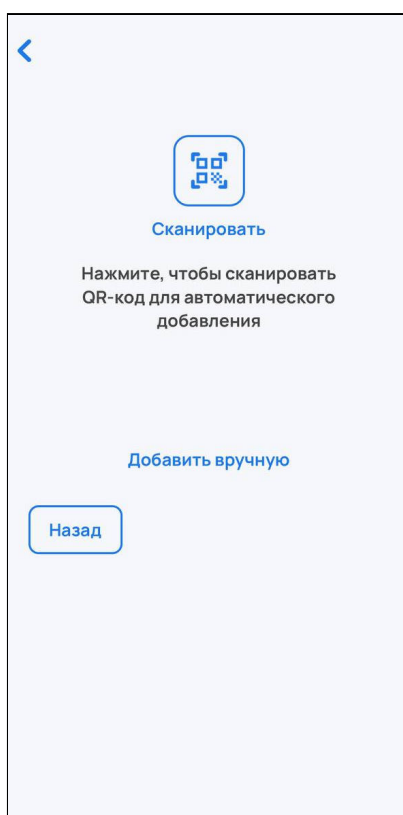 Сканировать
Нажмите, чтобы сканировать
QR-код для автоматического
добавления
Добавить вручную
Назад